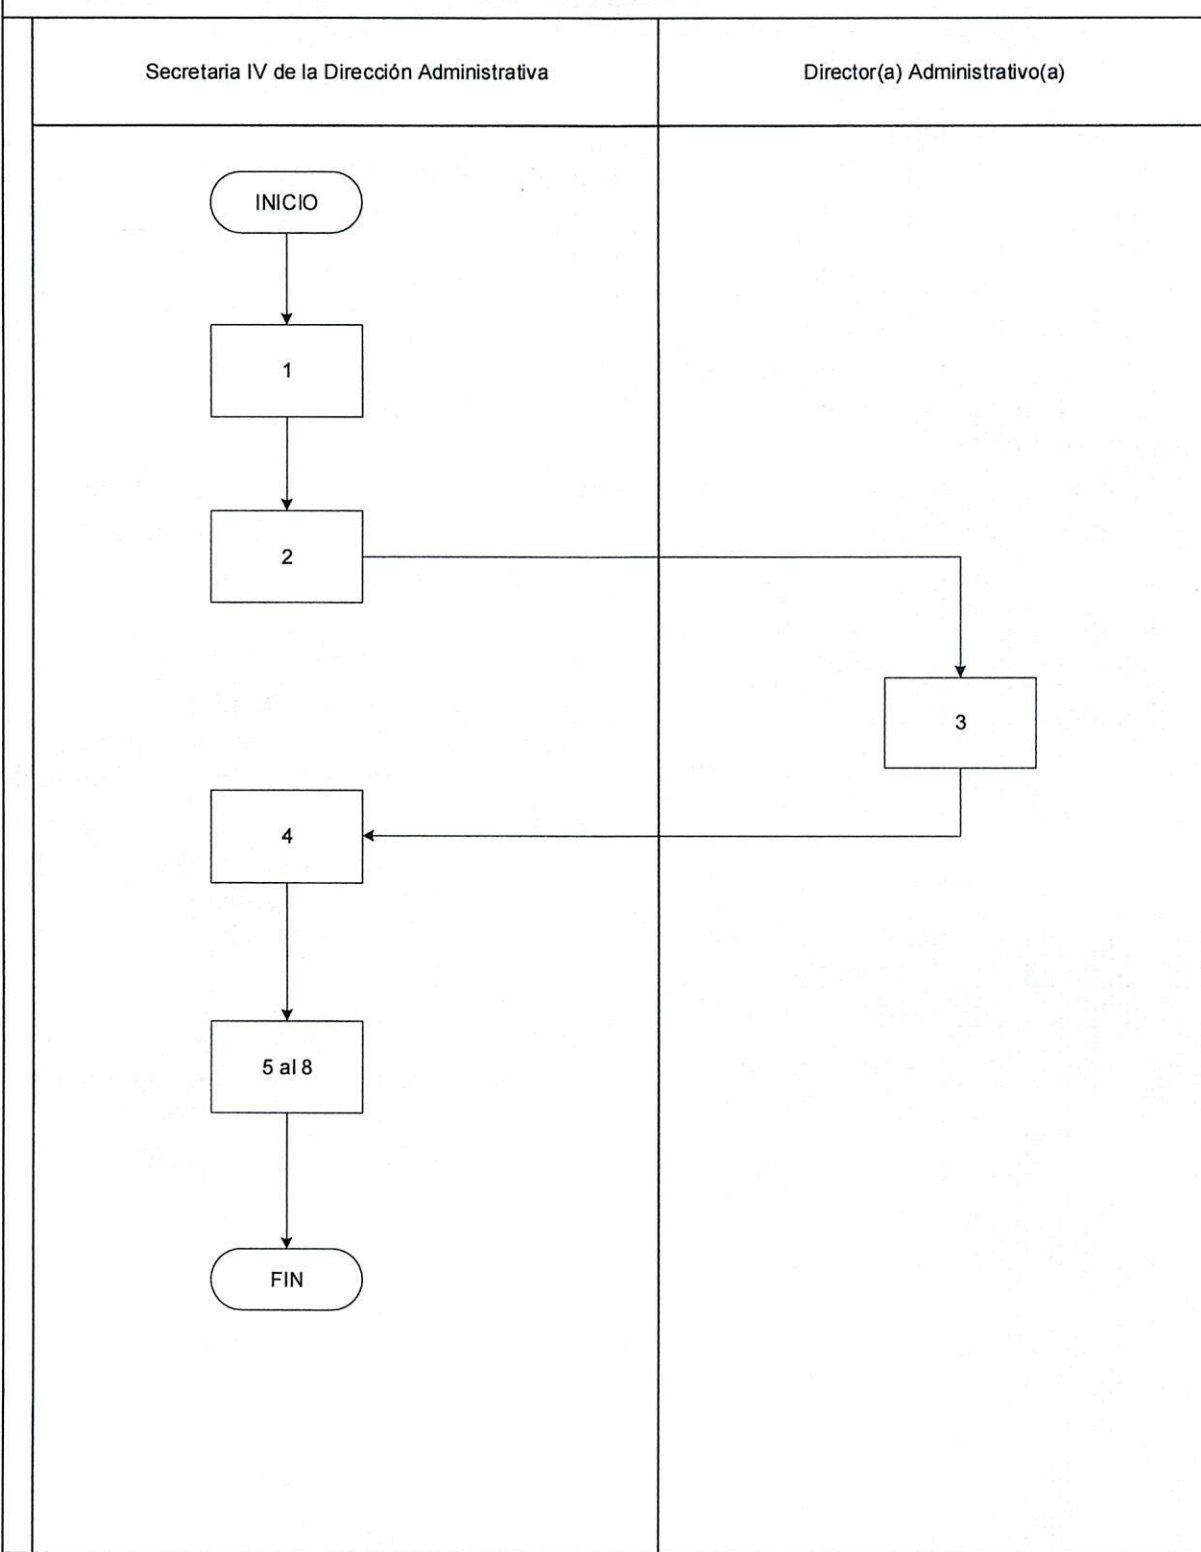 Secretaria IV de la Dirección Administrativa
Director(a) Administrativo(a)
INICIO
1
2
3
4
5 al 8
FIN